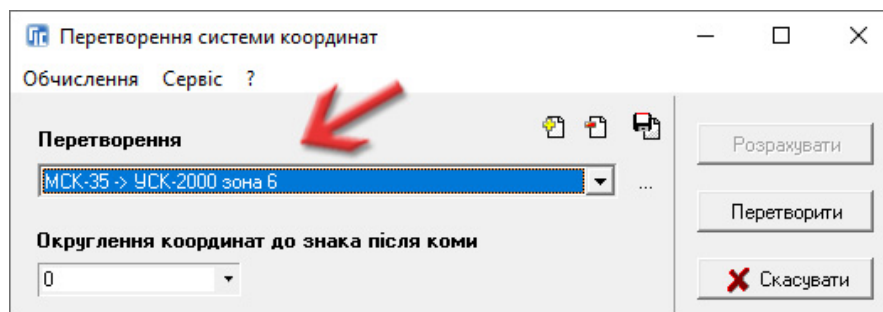 Перетворення системи координат
Обчислення Сервіс ?
Перетворення
МСК-35 -> УСК-2000 зона 6
...
Округлення координат до знака після коми
0
Розрахувати
Перетворити
Скасувати